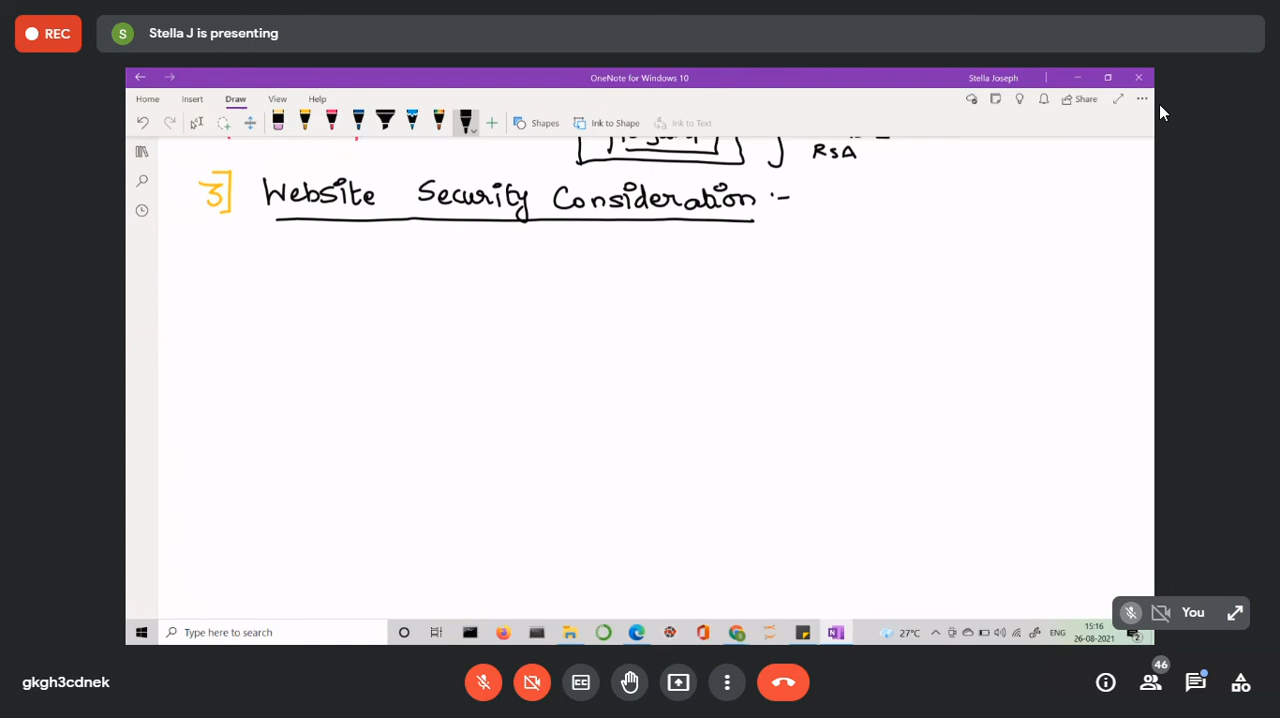 REC
S Stella J is presenting
OneNote for Windows 10
Stella Joseph
Home Insert Draw View Help
Share
Shapes Ink to Shape Ink to Text
RSA
3] Website Security Consideration :-
You
Type here to search
27°C ENG 15:16
26-08-2021
2
gkgh3cdnek
CC
46